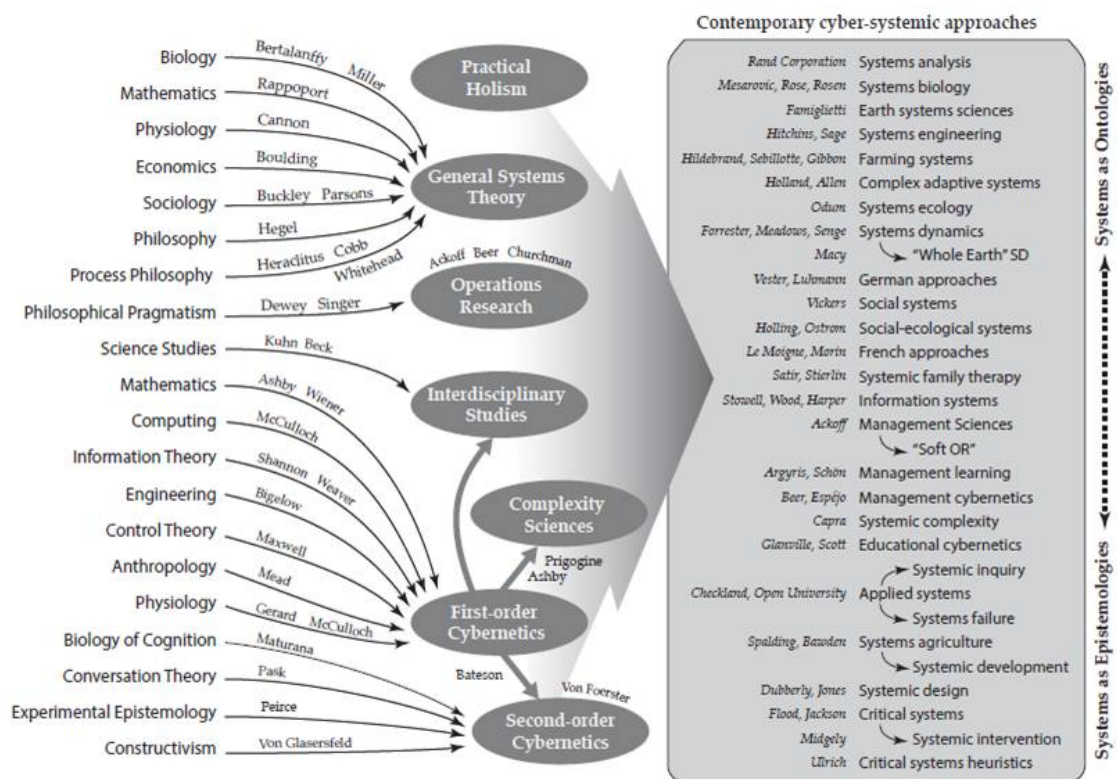 Contemporary cyber-systemic approaches
Biology
Bertalanffy Miller
Mathematics
Rappoport
Physiology
Cannon
Economics
Boulding
Sociology
Buckley Parsons
Philosophy
Hegel
Process Philosophy
Heraclitus Cobb
Whitehead
Philosophical Pragmatism
Dewey Singer
Science Studies
Kuhn Beck
Mathematics
Ashby Wiener
Computing
McCulloch
Information Theory
Shannon Weaver
Engineering
Bigelow
Control Theory
Maxwell
Anthropology
Mead
Physiology
Gerard McCulloch
Biology of Cognition
Maturana
Conversation Theory
Pask
Experimental Epistemology
Peirce
Constructivism
Von Glasersfeld
Practical
Holism
General Systems
Theory
Ackoff Beer Churchman
Operations
Research
Interdisciplinary
Studies
Complexity
Sciences
Prigogine
Ashby
First-order
Cybernetics
Bateson
Von Foerster
Second-order
Cybernetics
Rand Corporation Systems analysis
Mesarovic, Rose, Rosen Systems biology
Famiglietti Earth systems sciences
Hitchins, Sage Systems engineering
Hildebrand, Sebillotte, Gibbon Farming systems
Holland, Allen Complex adaptive systems
Odum Systems ecology
Forrester, Meadows, Senge Systems dynamics
Macy "Whole Earth" SD
Vester, Luhmann German approaches
Vickers Social systems
Holling, Ostrom Social-ecological systems
Le Moigne, Morin French approaches
Satir, Stierlin Systemic family therapy
Stowell, Wood, Harper Information systems
Ackoff Management Sciences
"Soft OR"
Argyris, Schön Management learning
Beer, Espéjo Management cybernetics
Capra Systemic complexity
Glanville, Scott Educational cybernetics
Systemic inquiry
Checkland, Open University Applied systems
Systems failure
Spalding, Bawden Systems agriculture
Systemic development
Dubberly, Jones Systemic design
Flood, Jackson Critical systems
Midgely Systemic intervention
Ulrich Critical systems heuristics
Systems as Ontologies
Systems as Epistemologies